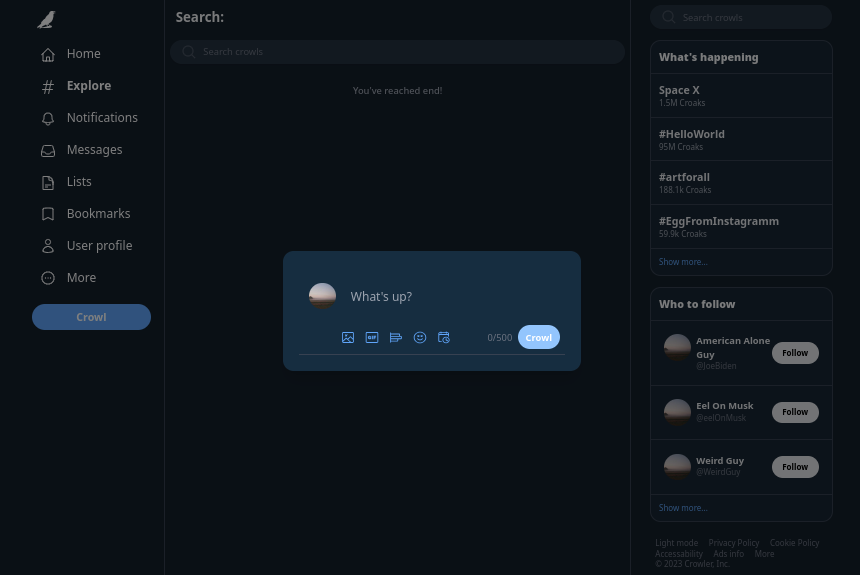 Home
Explore
Notifications
Messages
Lists
Bookmarks
User profile
More
Crowl
Search:
Search crowls
You've reached end!
What's up?
GIF
0/500
Crowl
Search crowls
What's happening
Space X
1.5M Croaks
#HelloWorld
95M Croaks
#artforall
188.1k Croaks
#EggFromInstagramm
59.9k Croaks
Show more...
Who to follow
American Alone
Guy
@JoeBiden
Follow
Eel On Musk
@eelOnMusk
Follow
Weird Guy
@WeirdGuy
Follow
Show more...
Light mode Privacy Policy Cookie Policy
Accessability Ads info More
© 2023 Crowler, Inc.